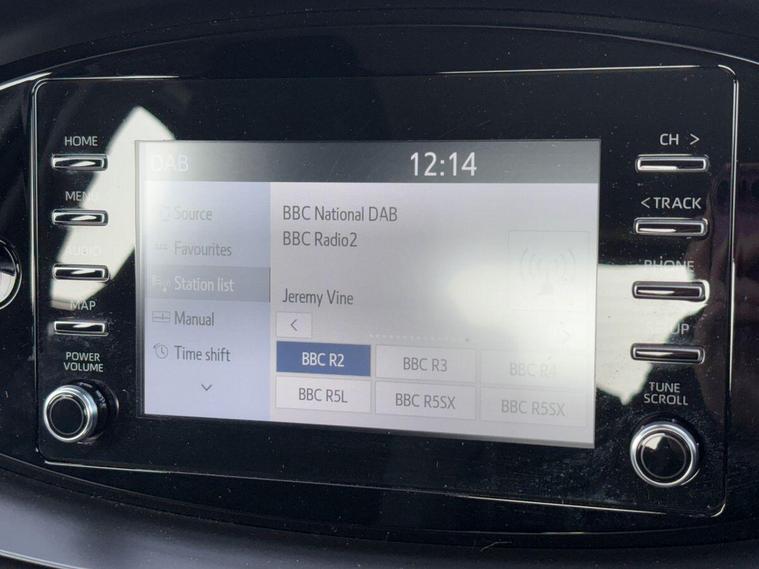 HOME
MENU
AUDIO
MAP
POWER
VOLUME
DAB
12:14
Source
Favourites
Station list
Manual
Time shift
BBC National DAB
BBC Radio2
Jeremy Vine
<
>
BBC R2
BBC R3
BBC R4
BBC R5L
BBC R5SX
BBC R5SX
CH >
< TRACK
PHONE
SETUP
TUNE
SCROLL